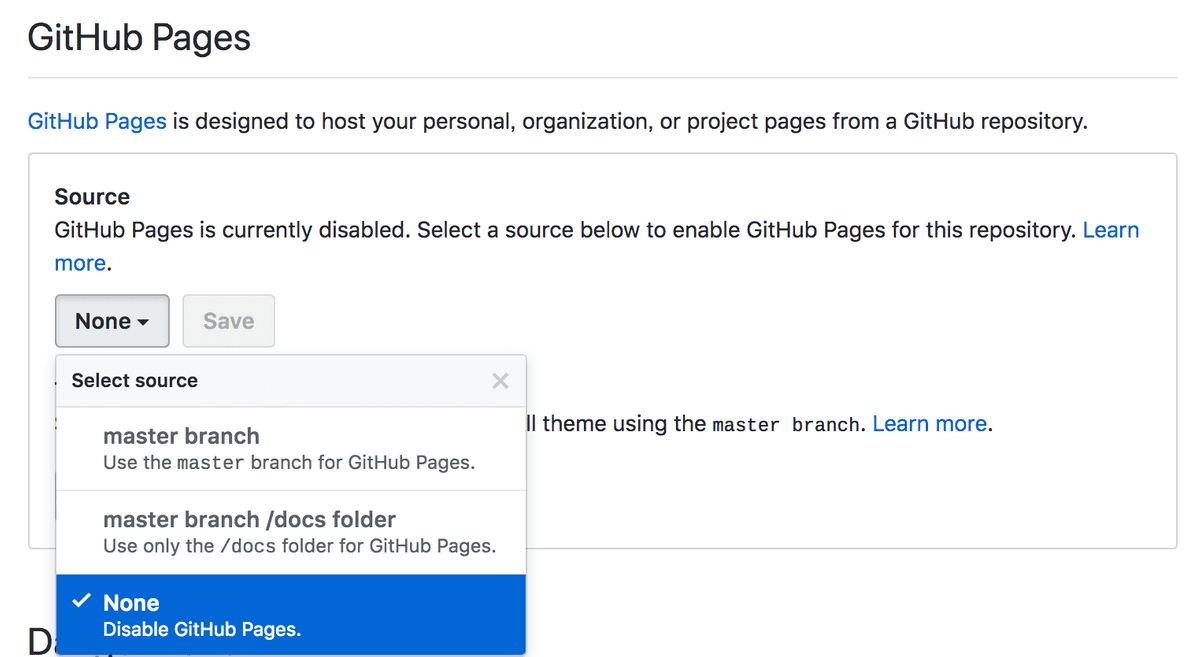 GitHub Pages
GitHub Pages is designed to host your personal, organization, or project pages from a GitHub repository.
Source
GitHub Pages is currently disabled. Select a source below to enable GitHub Pages for this repository. Learn
more.
None Save
Select source
theme using the master branch. Learn more.
master branch
Use the master branch for GitHub Pages.
master branch /docs folder
Use only the /docs folder for GitHub Pages.
None
Disable GitHub Pages.